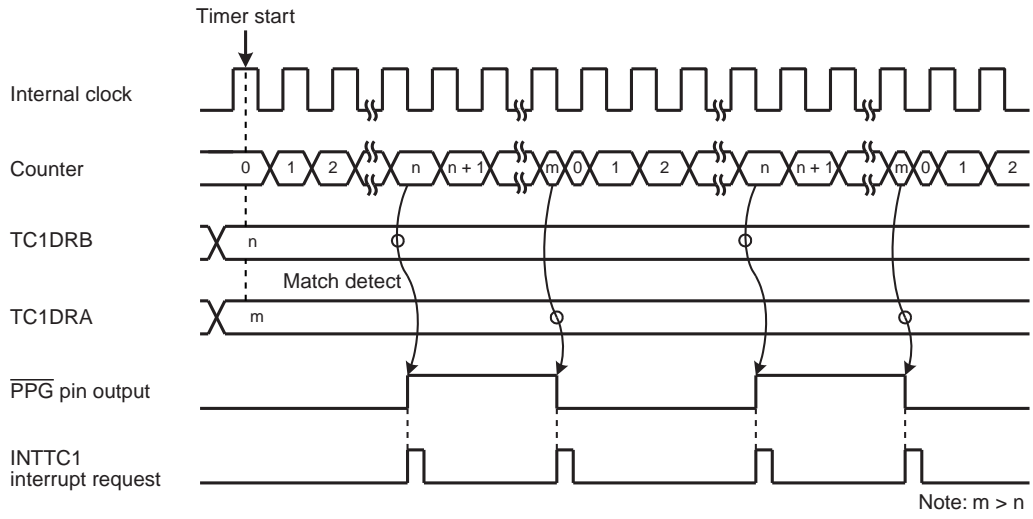 Timer start
Internal clock
Counter
0 1 2 n n + 1 m 0 1 2 n n + 1 m 0 1 2
TC1DRB
n
Match detect
TC1DRA
m
PPG pin output
INTTC1
interrupt request
Note: m > n